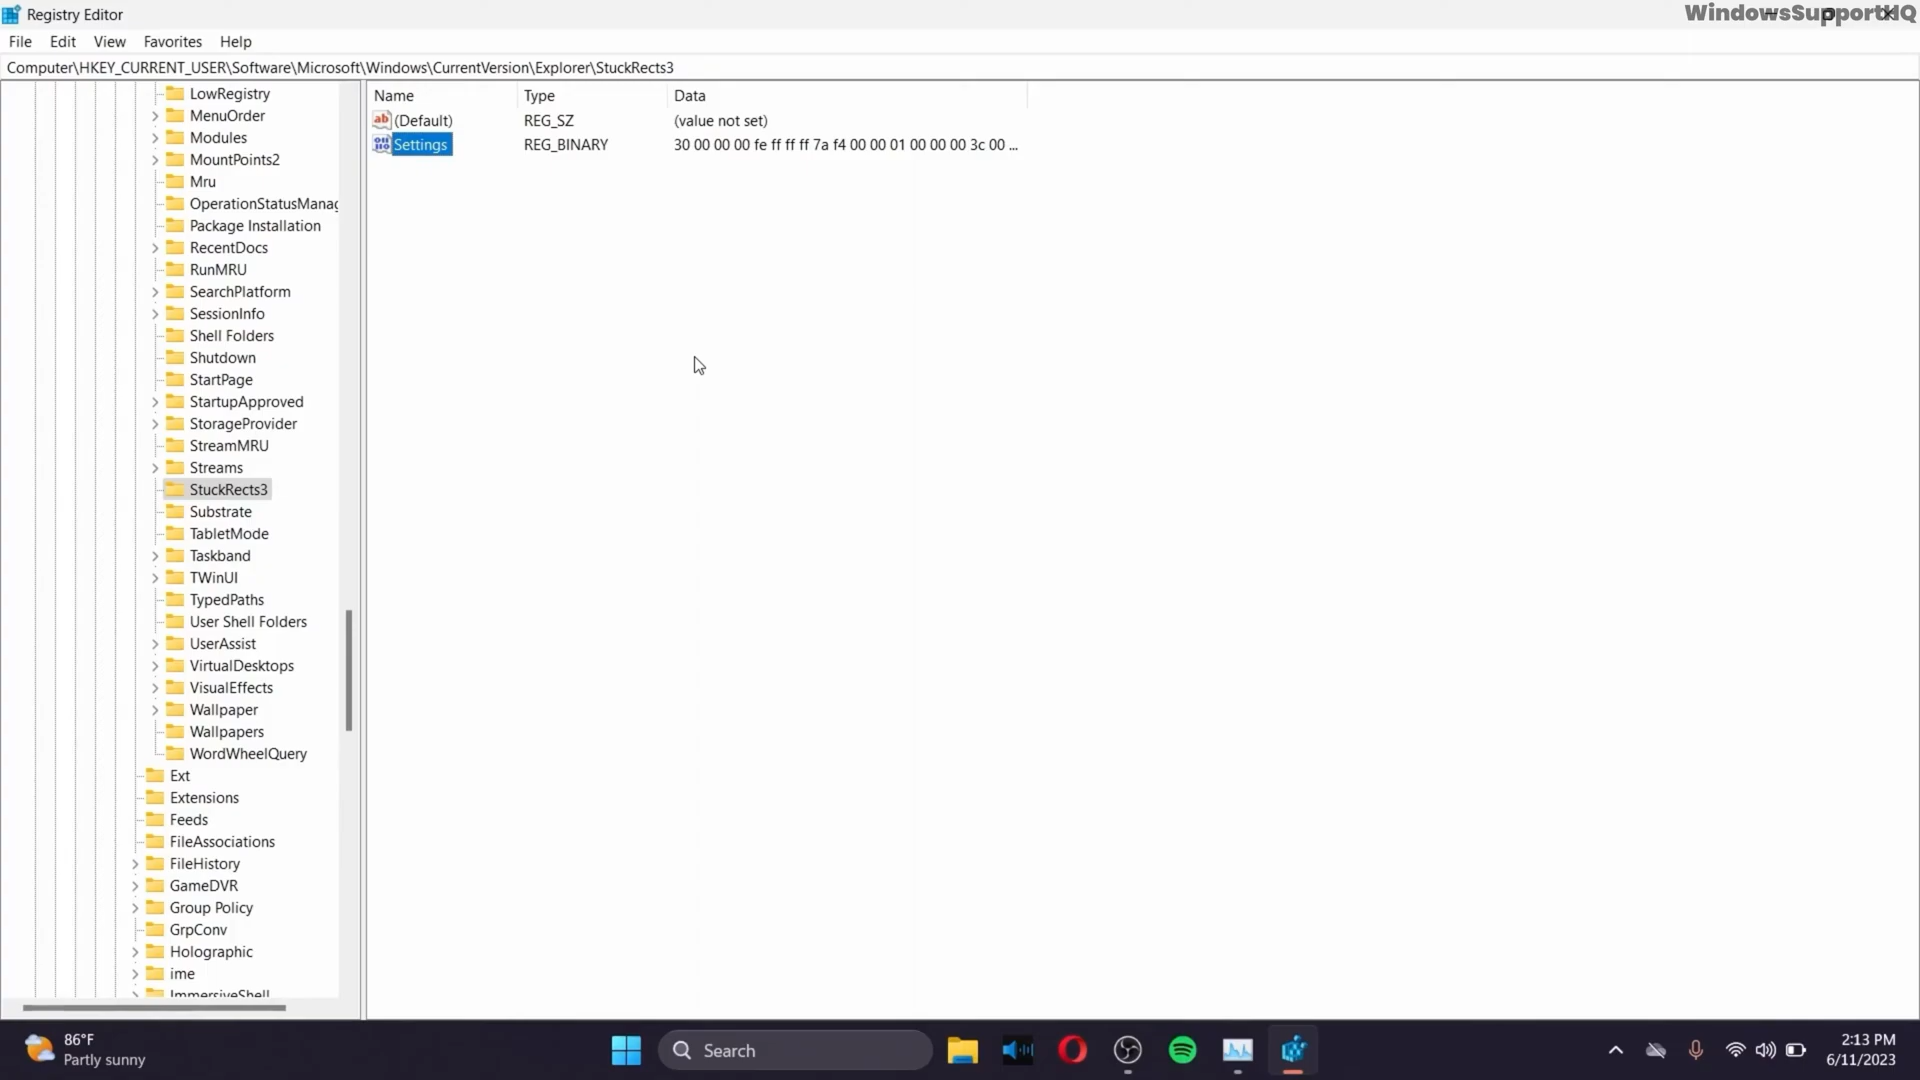 Registry Editor
WindowsSupportHQ
File Edit View Favorites Help
Computer\HKEY_CURRENT_USER\Software\Microsoft\Windows\CurrentVersion\Explorer\StuckRects3
LowRegistry
MenuOrder
Modules
MountPoints2
Mru
OperationStatusManag
Package Installation
RecentDocs
RunMRU
SearchPlatform
SessionInfo
Shell Folders
Shutdown
StartPage
StartupApproved
StorageProvider
StreamMRU
Streams
StuckRects3
Substrate
TabletMode
Taskband
TWinUI
TypedPaths
User Shell Folders
UserAssist
VirtualDesktops
VisualEffects
Wallpaper
Wallpapers
WordWheelQuery
Ext
Extensions
Feeds
FileAssociations
FileHistory
GameDVR
Group Policy
GrpConv
Holographic
ime
ImmersiveShell
Name Type Data
(Default) REG_SZ (value not set)
Settings REG_BINARY 30 00 00 00 fe ff ff ff 7a f4 00 00 01 00 00 00 3c 00 ...
86°F
Partly sunny
Search
2:13 PM
6/11/2023